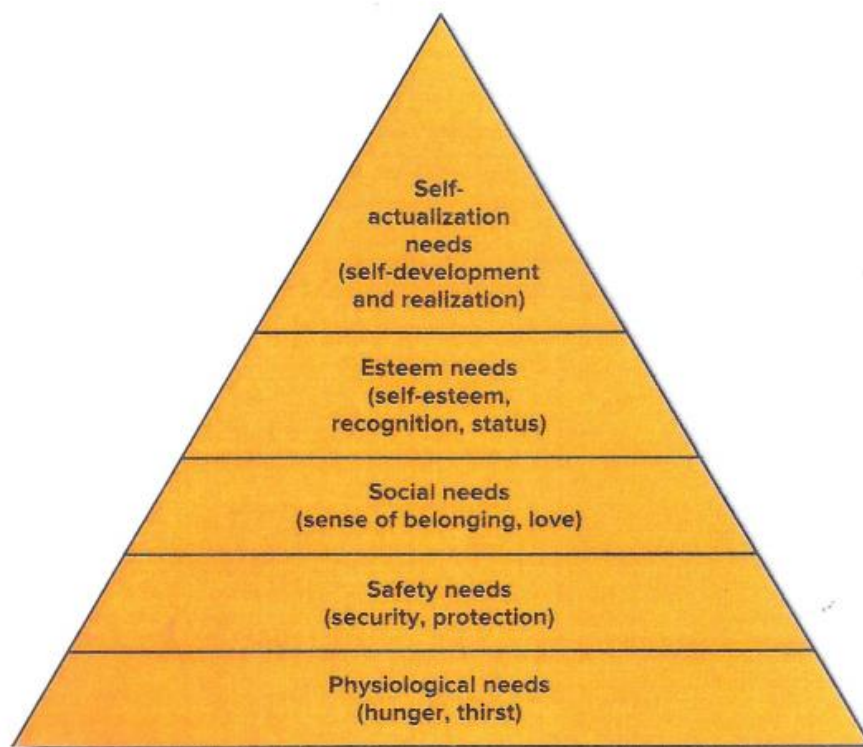 Self-
actualization
needs
(self-development
and realization)
Esteem needs
(self-esteem,
recognition, status)
Social needs
(sense of belonging, love)
Safety needs
(security, protection)
Physiological needs
(hunger, thirst)